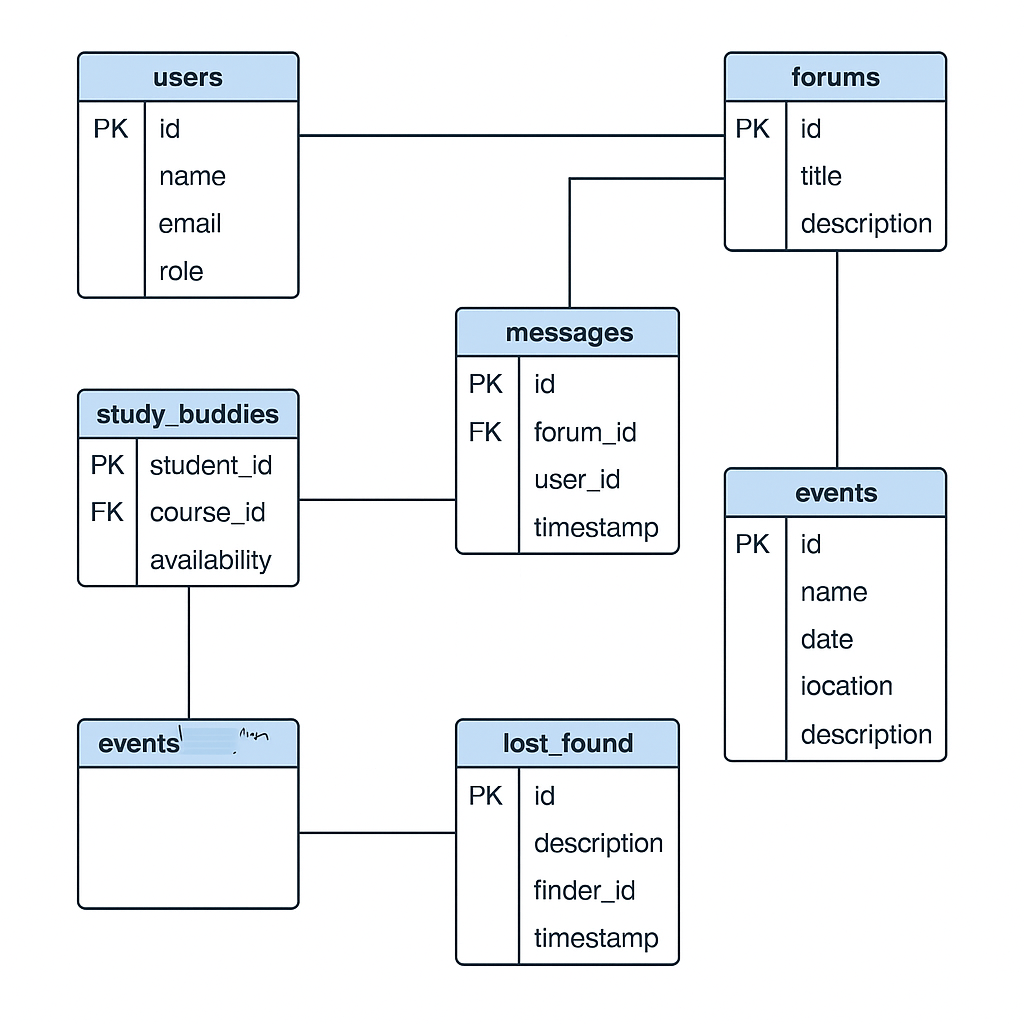 users
PK id
name
email
role
forums
PK id
title
description
messages
PK id
FK forum_id
user_id
timestamp
study_buddies
PK student_id
FK course_id
availability
events
PK id
name
date
iocation
description
events
lost_found
PK id
description
finder_id
timestamp